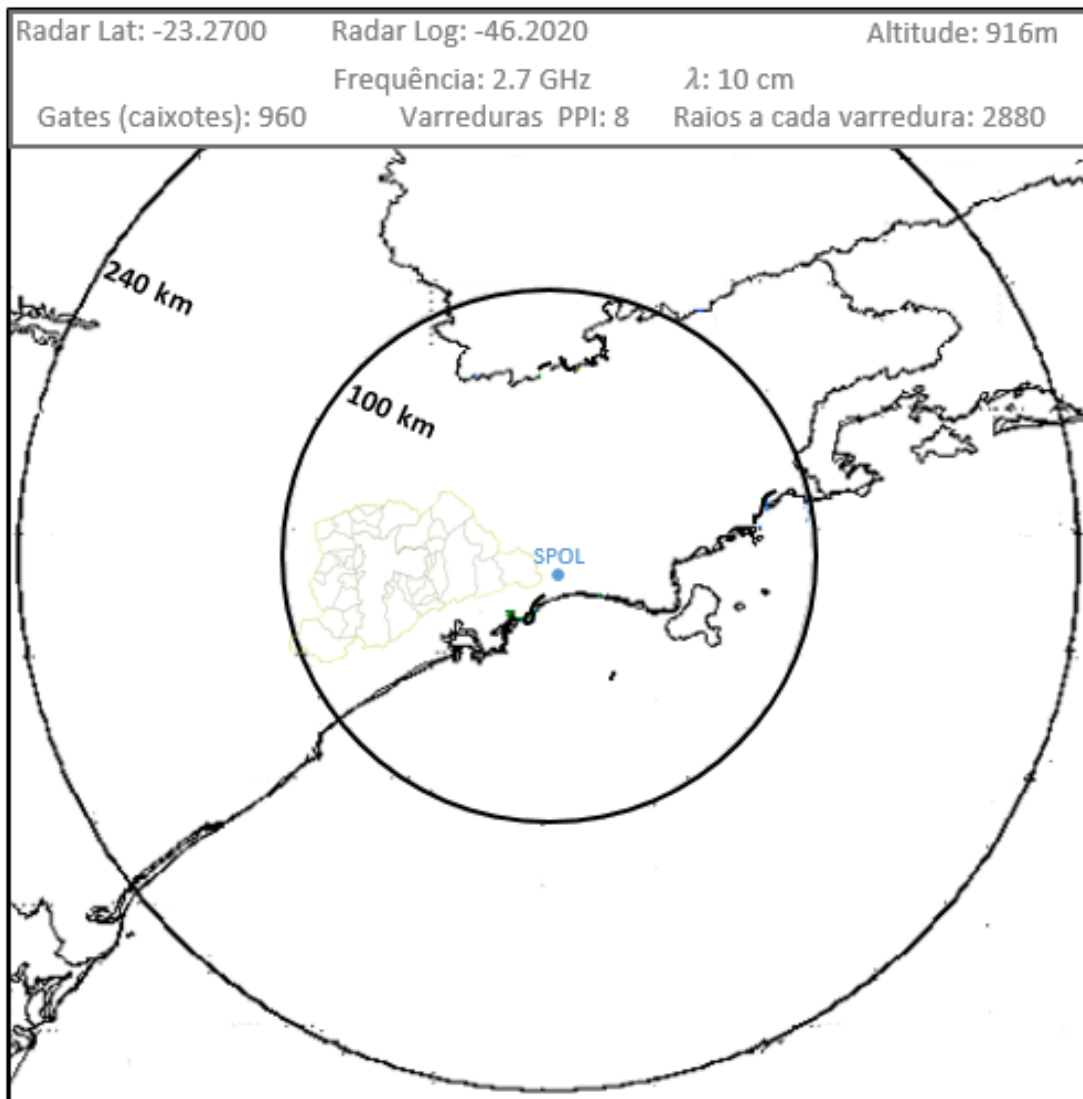 Radar Lat: -23.2700 Radar Log: -46.2020 Altitude: 916m
Frequência: 2.7 GHz λ: 10 cm
Gates (caixotes): 960 Varreduras PPI: 8 Raios a cada varredura: 2880
240 km
100 km
SPOL